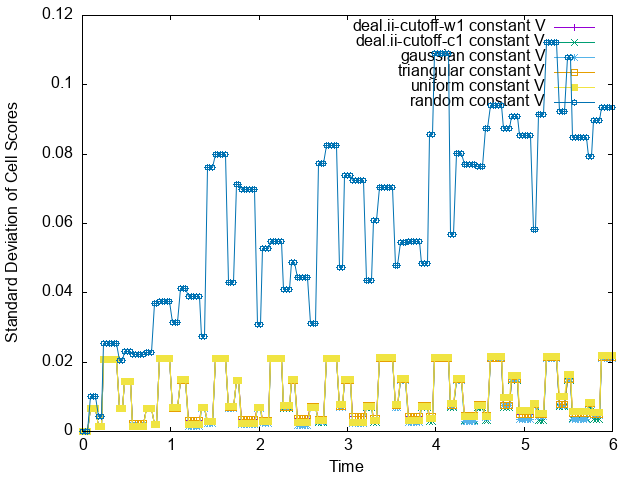 0.12
0.1
0.08
0.06
0.04
0.02
0
Standard Deviation of Cell Scores
deal.ii-cutoff-w1 constant V
deal.ii-cutoff-c1 constant V
gaussian constant V
triangular constant V
uniform constant V
random constant V
0 1 2 3 4 5 6
Time